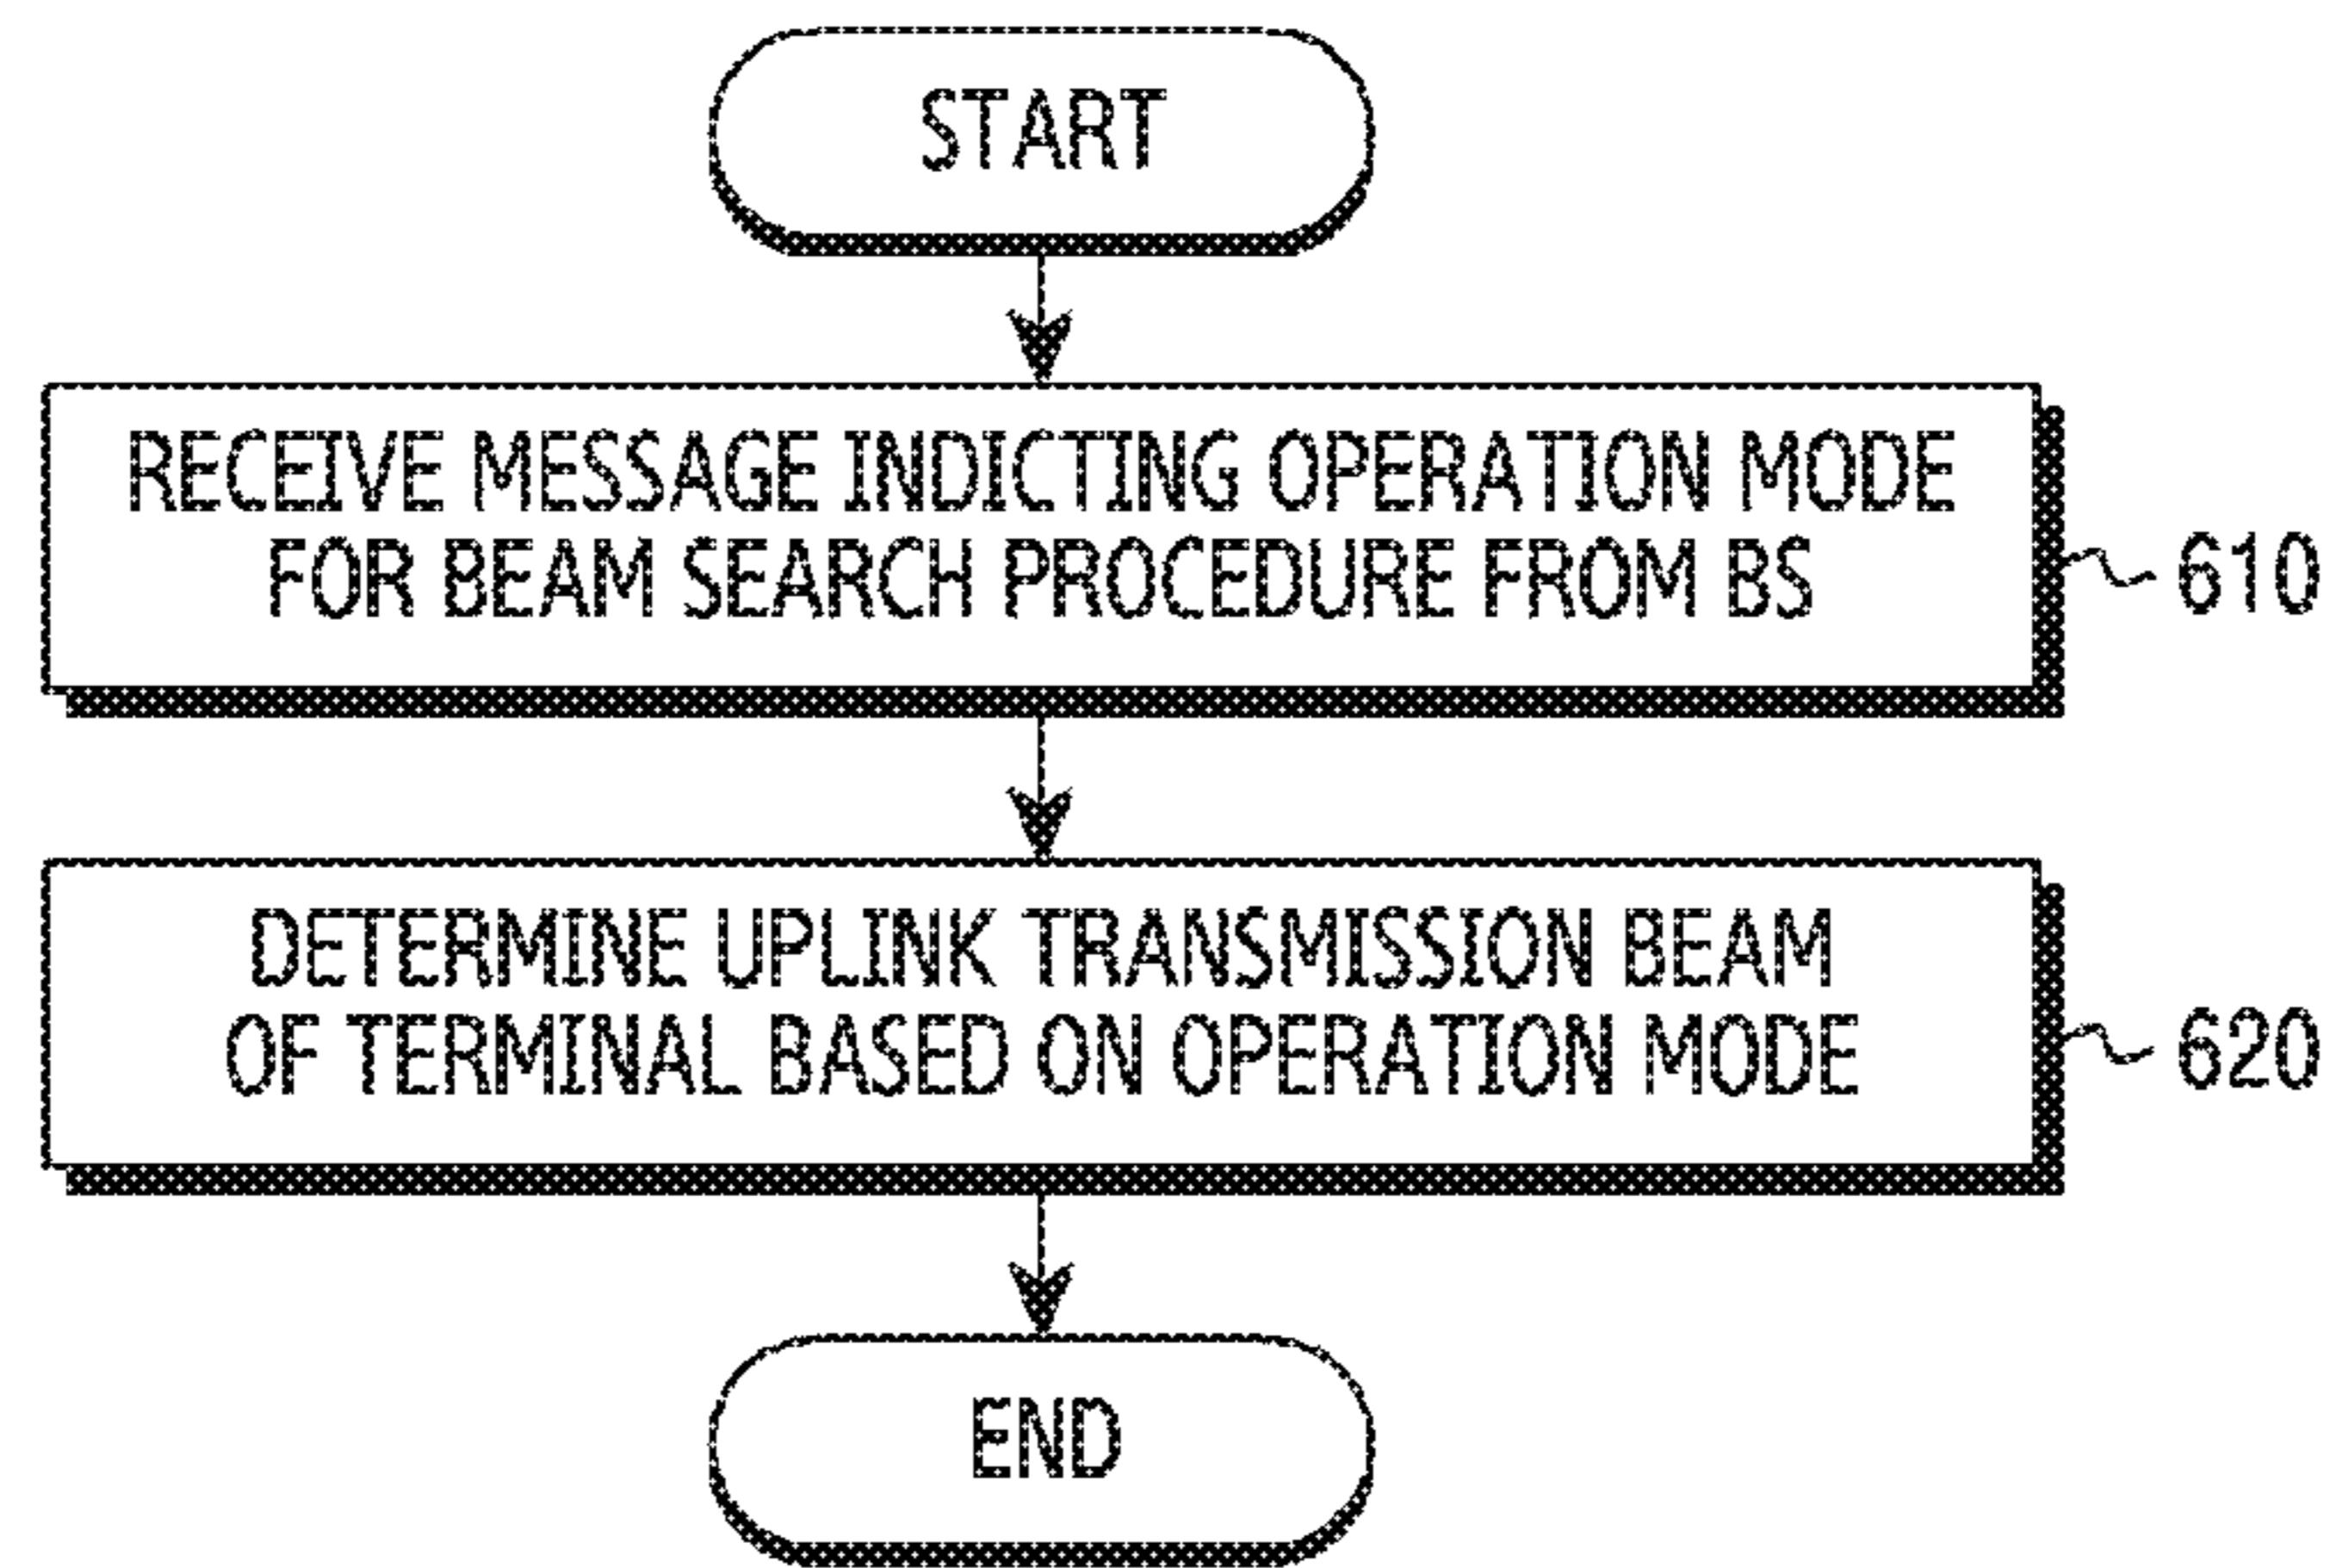 START
RECEIVE MESSAGE INDICTING OPERATION MODE
FOR BEAM SEARCH PROCEDURE FROM BS
610
DETERMINE UPLINK TRANSMISSION BEAM
OF TERMINAL BASED ON OPERATION MODE
620
END